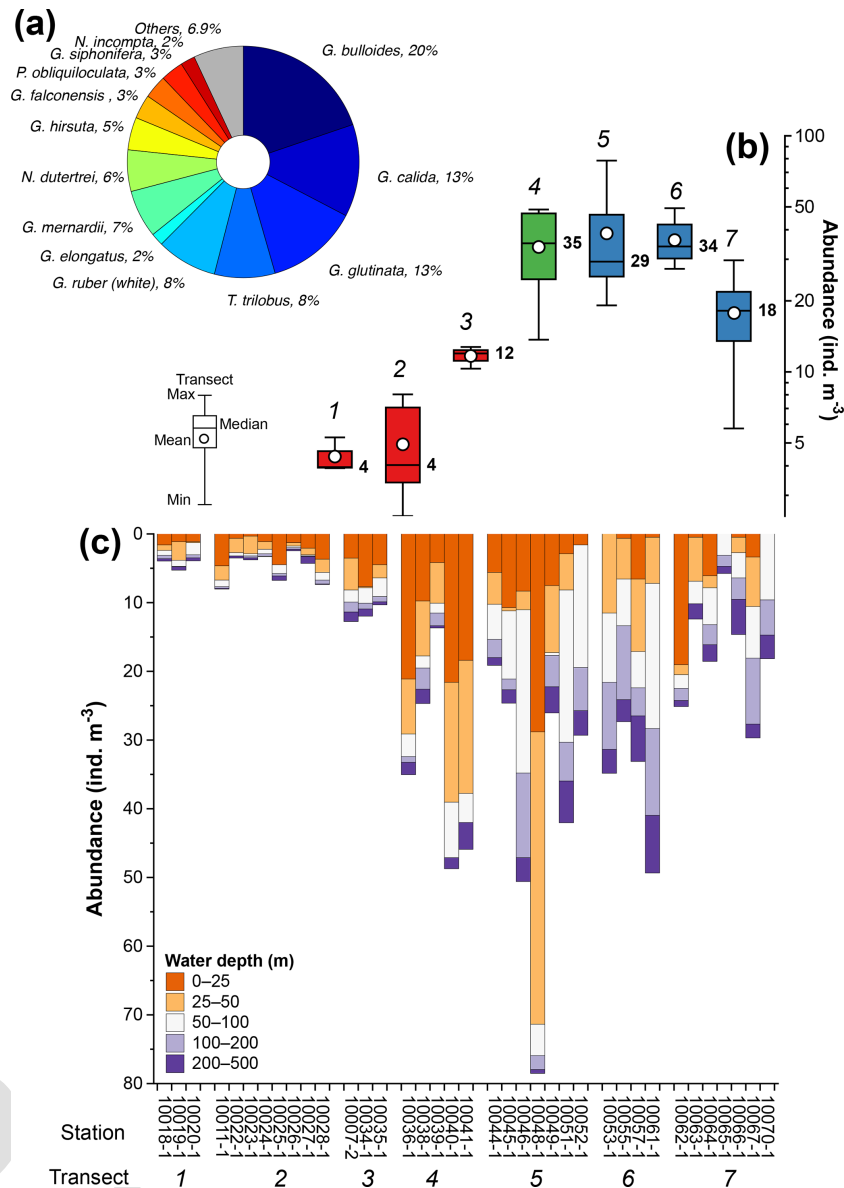 (a)
Others, 6.9%
N. incompta, 2%
G. siphonifera, 3%
P. obliquiloculata, 3%
G. falconensis , 3%
G. hirsuta, 5%
N. dutertrei, 6%
G. mernardii, 7%
G. elongatus, 2%
G. ruber (white), 8%
T. trilobus, 8%
G. glutinata, 13%
G. calida, 13%
G. bulloides, 20%
(b)
100
50
20
10
5
Abundance (ind. m-3)
1
2
3
4
5
6
7
4
4
12
35
29
34
18
Transect
Max
Median
Mean
Min
(c)
0
10
20
30
40
50
60
70
80
Abundance (ind. m-3)
Water depth (m)
0–25
25–50
50–100
100–200
200–500
Station
10018-1
10019-1
10020-1
10011-1
10022-1
10023-1
10024-1
10025-1
10026-1
10027-1
10028-1
10007-2
10034-1
10035-1
10036-1
10038-1
10039-1
10040-1
10041-1
10044-1
10045-1
10046-1
10048-1
10049-1
10051-1
10052-1
10053-1
10055-1
10057-1
10061-1
10062-1
10063-1
10064-1
10065-1
10066-1
10067-1
10070-1
Transect
1
2
3
4
5
6
7